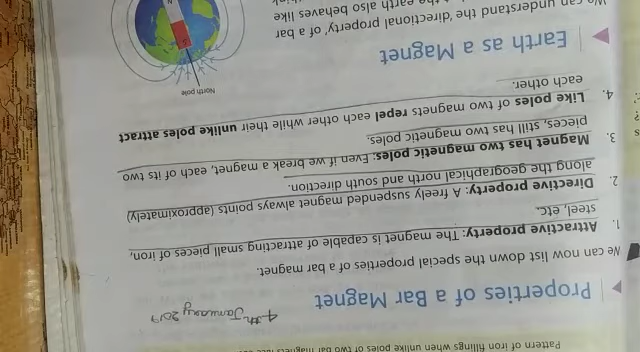 Pattern of iron fillings when unlike poles of two bar magnets
Properties of a Bar Magnet
4th January 2019
We can now list down the special properties of a bar magnet.
1. Attractive property: The magnet is capable of attracting small pieces of iron,
steel, etc.
2. Directive property: A freely suspended magnet always points (approximately)
along the geographical north and south direction.
3. Magnet has two magnetic poles: Even if we break a magnet, each of its two
pieces, still has two magnetic poles.
4. Like poles of two magnets repel each other while their unlike poles attract
each other.
Earth as a Magnet
North pole
We can understand the 'directional property' of a bar
the earth also behaves like